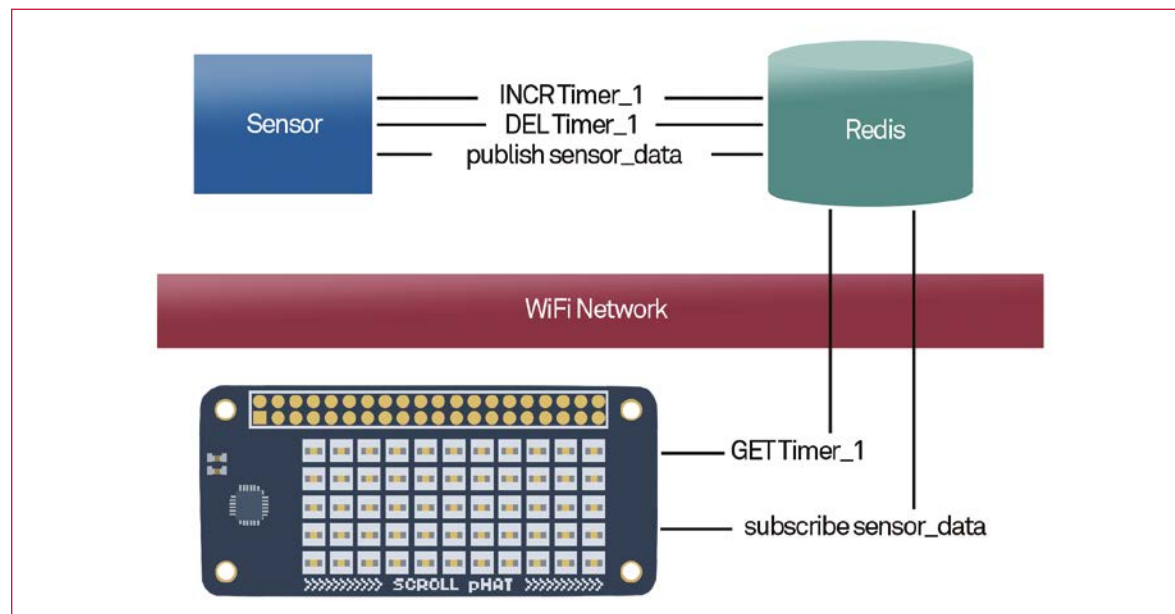 Sensor
INCR Timer_1
DEL Timer_1
publish sensor_data
Redis
WiFi Network
GET Timer_1
subscribe sensor_data
>>>>>>>>>>> SCROLL pHAT >>>>>>>>>>>